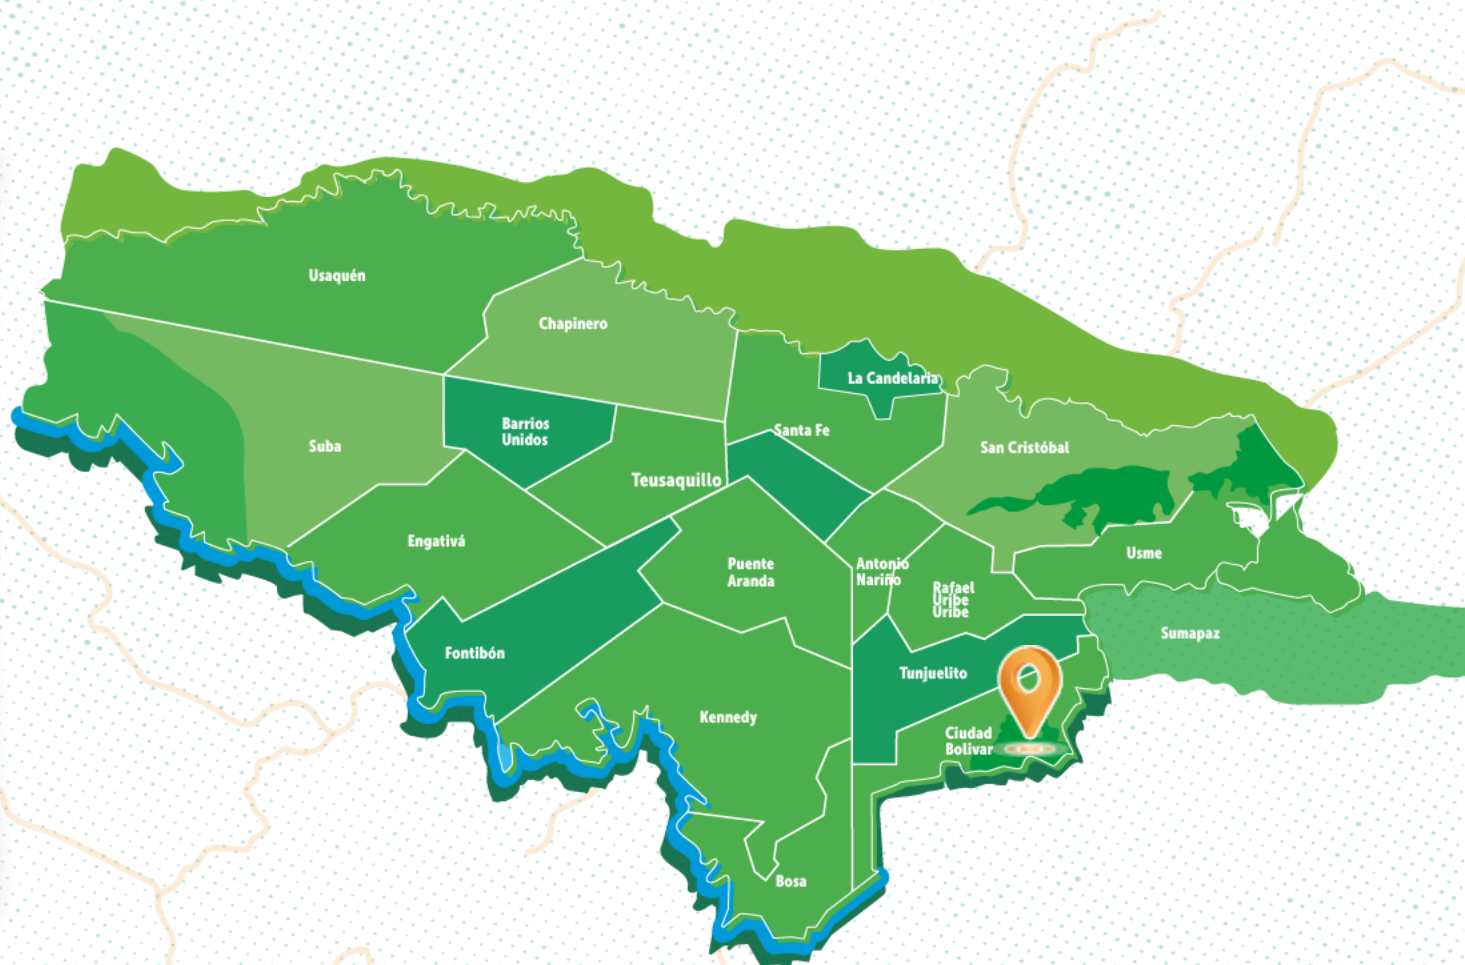 Usaquén
Chapinero
La Candelaria
Barrios
Unidos
Santa Fe
Suba
San Cristóbal
Teusaquillo
Engativá
Usme
Puente
Aranda
Antonio
Nariño
Rafael
Uribe
Uribe
Sumapaz
Fontibón
Tunjuelito
Kennedy
Ciudad
Bolivar
Bosa